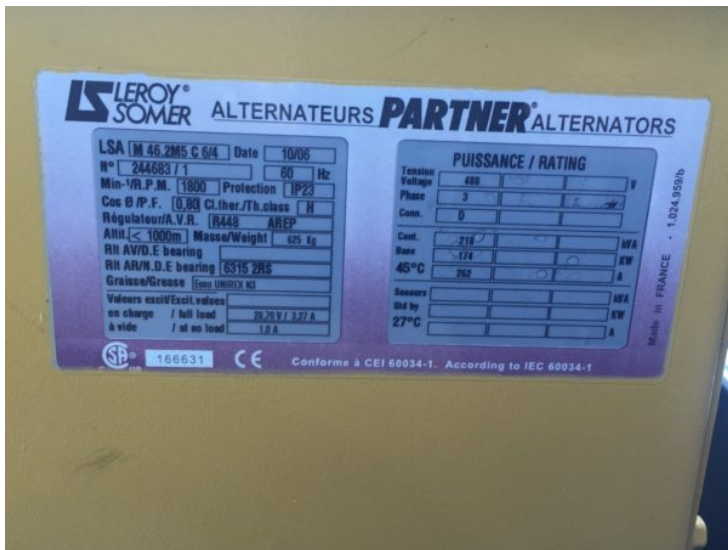 LEROY® SOMER ALTERNATEURS PARTNER® ALTERNATORS
LSA M 46.2M5 C 6/4 Date 10/06
N° 244683 / 1 60 Hz
Min-¹/R.P.M. 1800 Protection IP23
Cos Ø /P.F. 0,80 Cl.ther./Th.class H
Régulateur/A.V.R. R448 AREP
Altit. < 1000m Masse/Weight 625 Kg
Rlt AV/D.E bearing
Rlt AR/N.D.E bearing 6315 2RS
Graisse/Grease Esso UNIREX N3
Valeurs excit/Excit.values
en charge / full load 28,70 V / 3,27 A
à vide / at no load 1,0 A
PUISSANCE / RATING
Tension
Voltage 480 V
Phase 3
Conn. D
Cont. 218 kVA
Base 174 KW
45°C 262 A
Secours kVA
Std by KW
27°C A
SA® 166631 CE Conforme à CEI 60034-1. According to IEC 60034-1
Made in FRANCE - 1.024.959/b